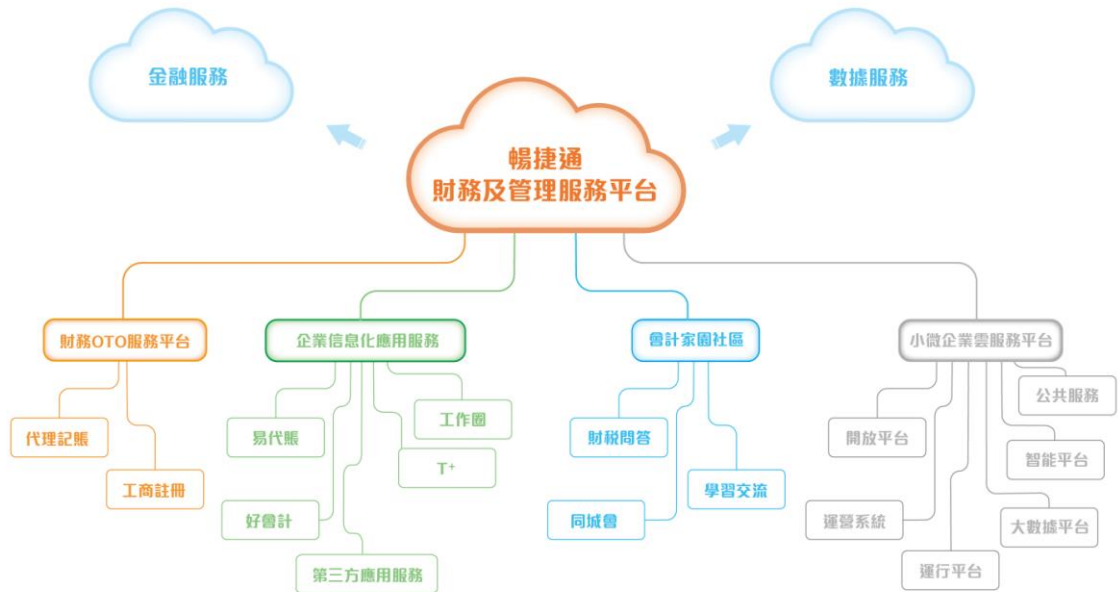 金融服務
數據服務
暢捷通
財務及管理服務平台
財務OTO服務平台
企業信息化應用服務
會計家園社區
小微企業雲服務平台
代理記賬
工商註冊
易代賬
工作圈
T+
好會計
第三方應用服務
財稅問答
學習交流
同城會
公共服務
開放平台
智能平台
運營系統
大數據平台
運行平台